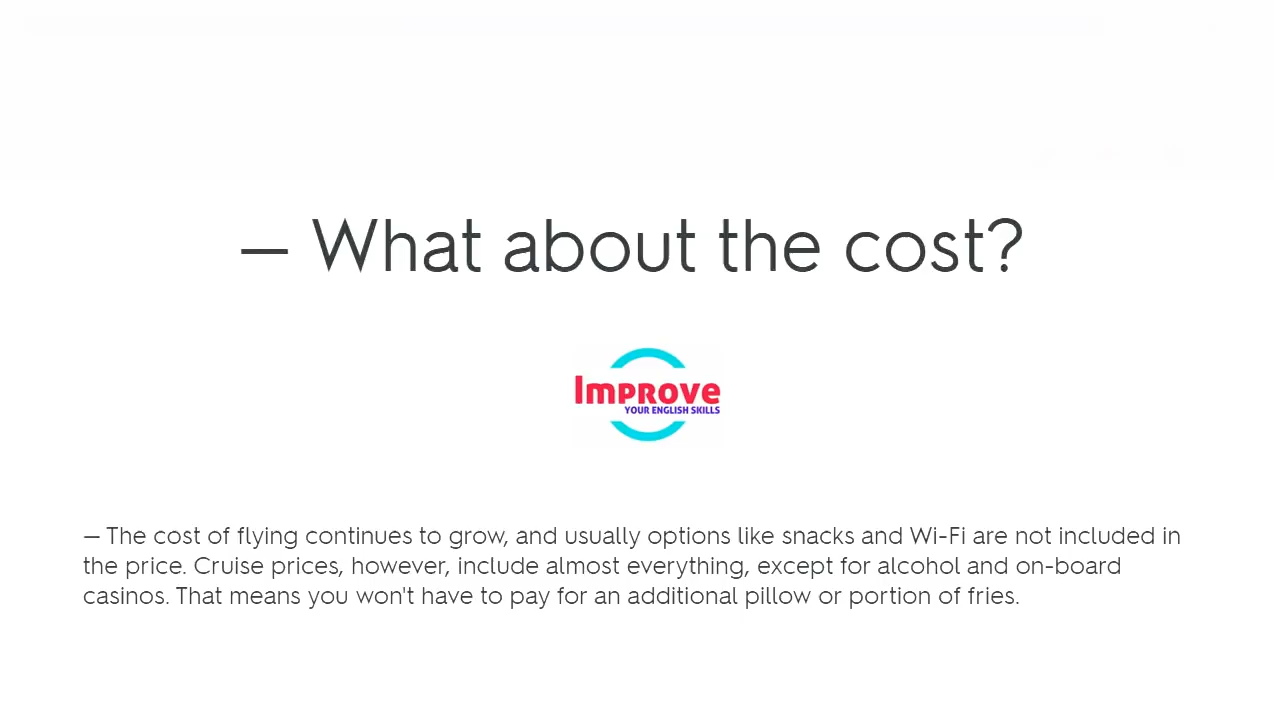 – What about the cost?
Improve
YOUR ENGLISH SKILLS
– The cost of flying continues to grow, and usually options like snacks and Wi-Fi are not included in
the price. Cruise prices, however, include almost everything, except for alcohol and on-board
casinos. That means you won't have to pay for an additional pillow or portion of fries.